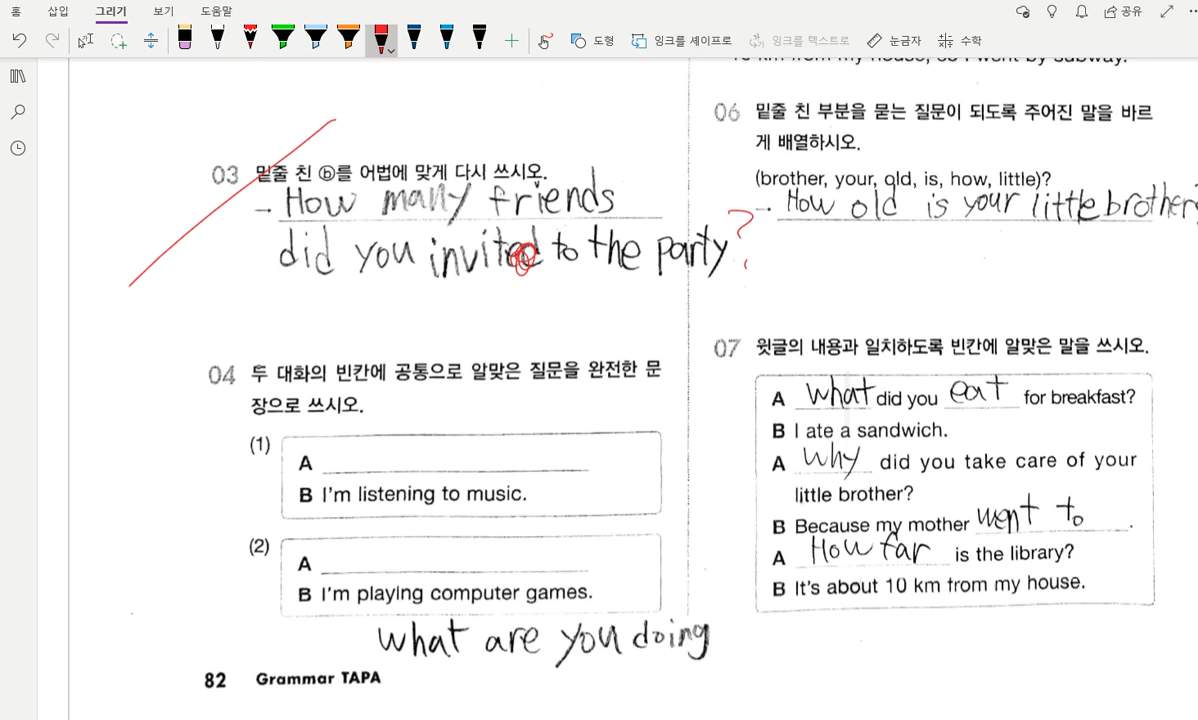 홈 삽입 그리기 보기 도움말
공유
도형 잉크를 셰이프로 잉크를 텍스트로 눈금자 수학
03 밑줄 친 ⓑ를 어법에 맞게 다시 쓰시오.
→ How many friends
did you invited to the party?
04 두 대화의 빈칸에 공통으로 알맞은 질문을 완전한 문
장으로 쓰시오.
(1)
A
B I'm listening to music.
(2)
A
B I'm playing computer games.
what are you doing
82 Grammar TAPA
10 km from my house, so I went by subway.
06 밑줄 친 부분을 묻는 질문이 되도록 주어진 말을 바르
게 배열하시오.
(brother, your, old, is, how, little)?
→ How old is your little brother
07 윗글의 내용과 일치하도록 빈칸에 알맞은 말을 쓰시오.
A what did you eat for breakfast?
B I ate a sandwich.
A why did you take care of your
little brother?
B Because my mother went to .
A How far is the library?
B It's about 10 km from my house.